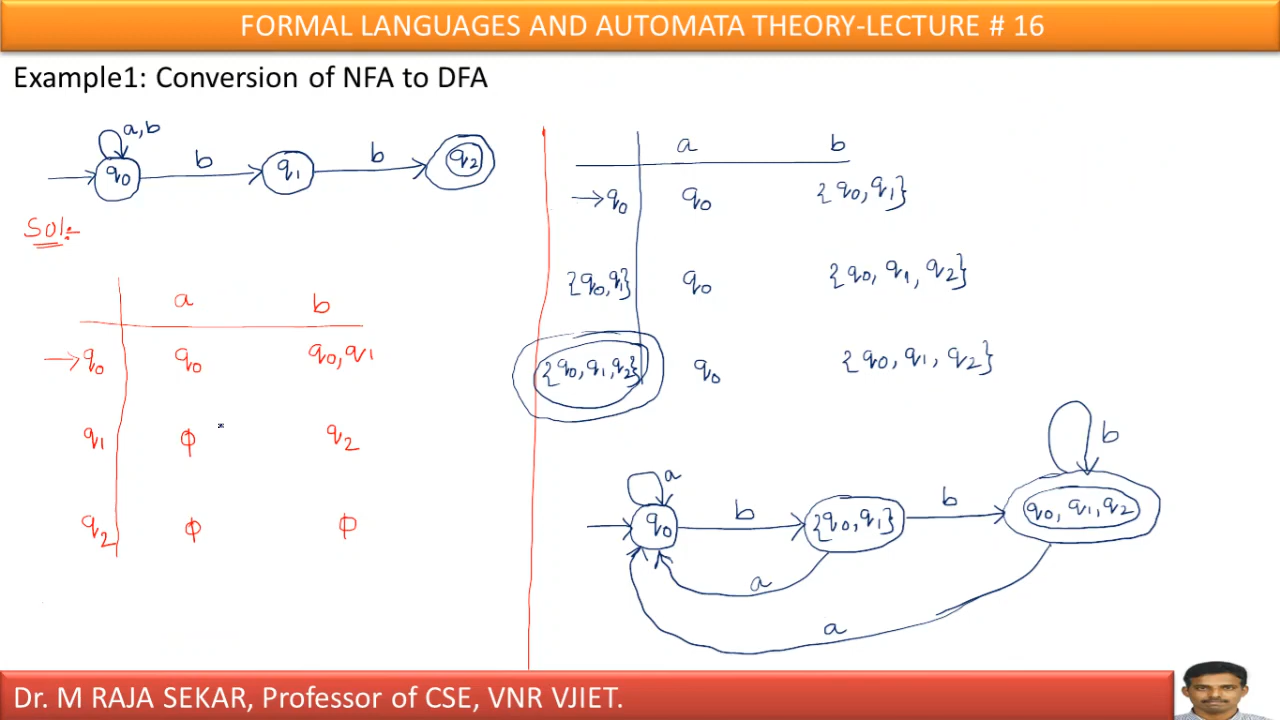 FORMAL LANGUAGES AND AUTOMATA THEORY-LECTURE # 16
Example1: Conversion of NFA to DFA
a,b
q0 b q1 b q2
Sol:-
a b
→q0 q0 q0,q1
q1 φ q2
q2 φ φ
a b
→q0 q0 {q0,q1}
{q0,q1} q0 {q0,q1,q2}
{q0,q1,q2} q0 {q0,q1,q2}
b
a
q0 b {q0,q1} b q0,q1,q2
a
a
Dr. M RAJA SEKAR, Professor of CSE, VNR VJIET.